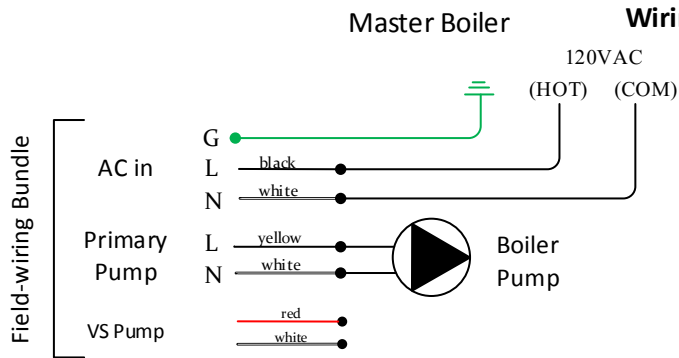 Master Boiler
Wiri
120VAC
(HOT) (COM)
Field-wiring Bundle
AC in
G
L black
N white
Primary Pump
L yellow
N white
Boiler Pump
VS Pump
red
white